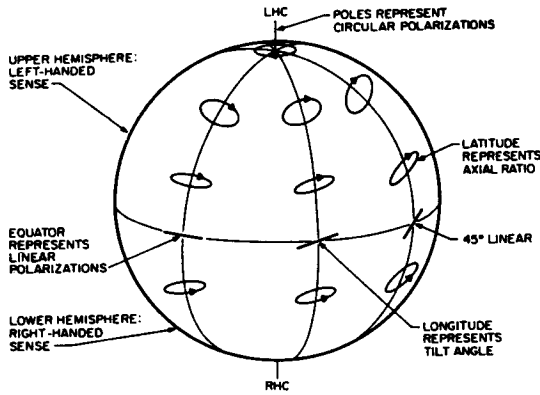 LHC
POLES REPRESENT
CIRCULAR POLARIZATIONS
UPPER HEMISPHERE:
LEFT-HANDED
SENSE
LATITUDE
REPRESENTS
AXIAL RATIO
EQUATOR
REPRESENTS
LINEAR
POLARIZATIONS
45° LINEAR
LOWER HEMISPHERE:
RIGHT-HANDED
SENSE
LONGITUDE
REPRESENTS
TILT ANGLE
RHC